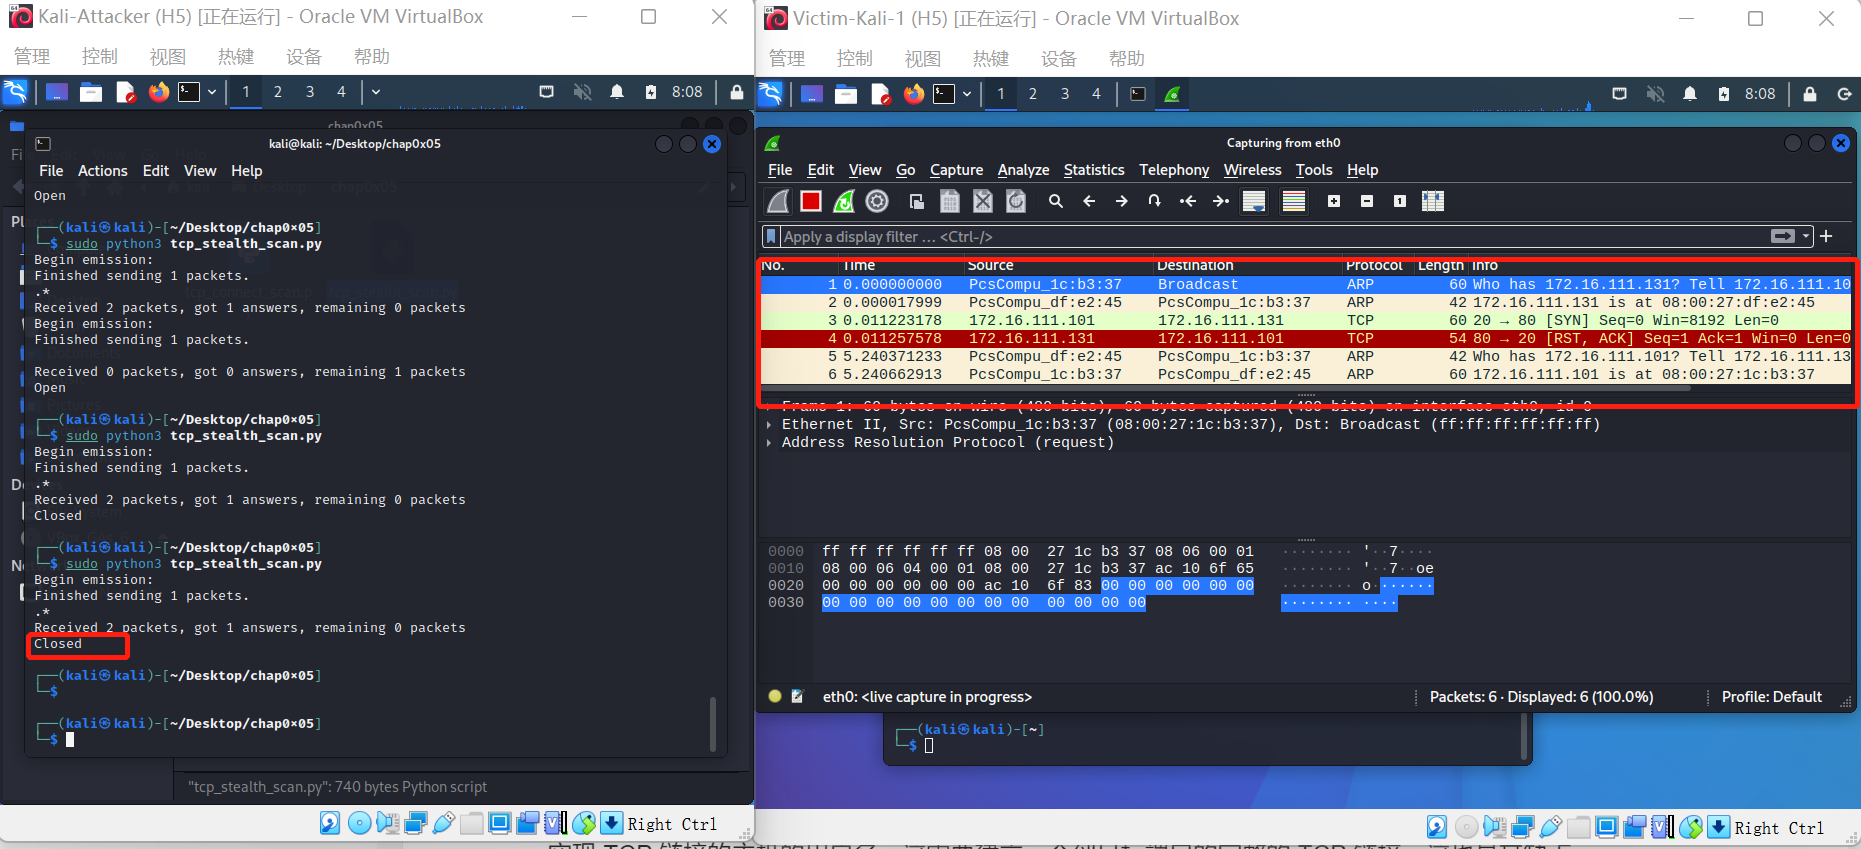 Kali-Attacker (H5) [正在运行] - Oracle VM VirtualBox
管理 控制 视图 热键 设备 帮助
1 2 3 4 8:08
chap0x05
kali@kali: ~/Desktop/chap0x05
File Actions Edit View Help
Open
┌──(kali㉿kali)-[~/Desktop/chap0×05]
└─$ sudo python3 tcp_stealth_scan.py
Begin emission:
Finished sending 1 packets.
.*
Received 2 packets, got 1 answers, remaining 0 packets
Begin emission:
Finished sending 1 packets.
Received 0 packets, got 0 answers, remaining 1 packets
Open
┌──(kali㉿kali)-[~/Desktop/chap0×05]
└─$ sudo python3 tcp_stealth_scan.py
Begin emission:
Finished sending 1 packets.
.*
Received 2 packets, got 1 answers, remaining 0 packets
Closed
┌──(kali㉿kali)-[~/Desktop/chap0×05]
└─$ sudo python3 tcp_stealth_scan.py
Begin emission:
Finished sending 1 packets.
.*
Received 2 packets, got 1 answers, remaining 0 packets
Closed
┌──(kali㉿kali)-[~/Desktop/chap0×05]
└─$
┌──(kali㉿kali)-[~/Desktop/chap0×05]
└─$
"tcp_stealth_scan.py": 740 bytes Python script
Right Ctrl
Victim-Kali-1 (H5) [正在运行] - Oracle VM VirtualBox
管理 控制 视图 热键 设备 帮助
1 2 3 4 8:08
Capturing from eth0
File Edit View Go Capture Analyze Statistics Telephony Wireless Tools Help
Apply a display filter … <Ctrl-/>
No. Time Source Destination Protocol Length Info
1 0.000000000 PcsCompu_1c:b3:37 Broadcast ARP 60 Who has 172.16.111.131? Tell 172.16.111.10
2 0.000017999 PcsCompu_df:e2:45 PcsCompu_1c:b3:37 ARP 42 172.16.111.131 is at 08:00:27:df:e2:45
3 0.011223178 172.16.111.101 172.16.111.131 TCP 60 20 → 80 [SYN] Seq=0 Win=8192 Len=0
4 0.011257578 172.16.111.131 172.16.111.101 TCP 54 80 → 20 [RST, ACK] Seq=1 Ack=1 Win=0 Len=0
5 5.240371233 PcsCompu_df:e2:45 PcsCompu_1c:b3:37 ARP 42 Who has 172.16.111.101? Tell 172.16.111.13
6 5.240662913 PcsCompu_1c:b3:37 PcsCompu_df:e2:45 ARP 60 172.16.111.101 is at 08:00:27:1c:b3:37
Frame 1: 60 bytes on wire (480 bits), 60 bytes captured (480 bits) on interface eth0, id 0
Ethernet II, Src: PcsCompu_1c:b3:37 (08:00:27:1c:b3:37), Dst: Broadcast (ff:ff:ff:ff:ff:ff)
Address Resolution Protocol (request)
0000 ff ff ff ff ff ff 08 00 27 1c b3 37 08 06 00 01 ········ '··7····
0010 08 00 06 04 00 01 08 00 27 1c b3 37 ac 10 6f 65 ········ '··7··oe
0020 00 00 00 00 00 00 ac 10 6f 83 00 00 00 00 00 00 ········ o·······
0030 00 00 00 00 00 00 00 00 00 00 00 00 ········ ····
eth0: <live capture in progress>
Packets: 6 · Displayed: 6 (100.0%)
Profile: Default
┌──(kali㉿kali)-[~]
└─$
Right Ctrl